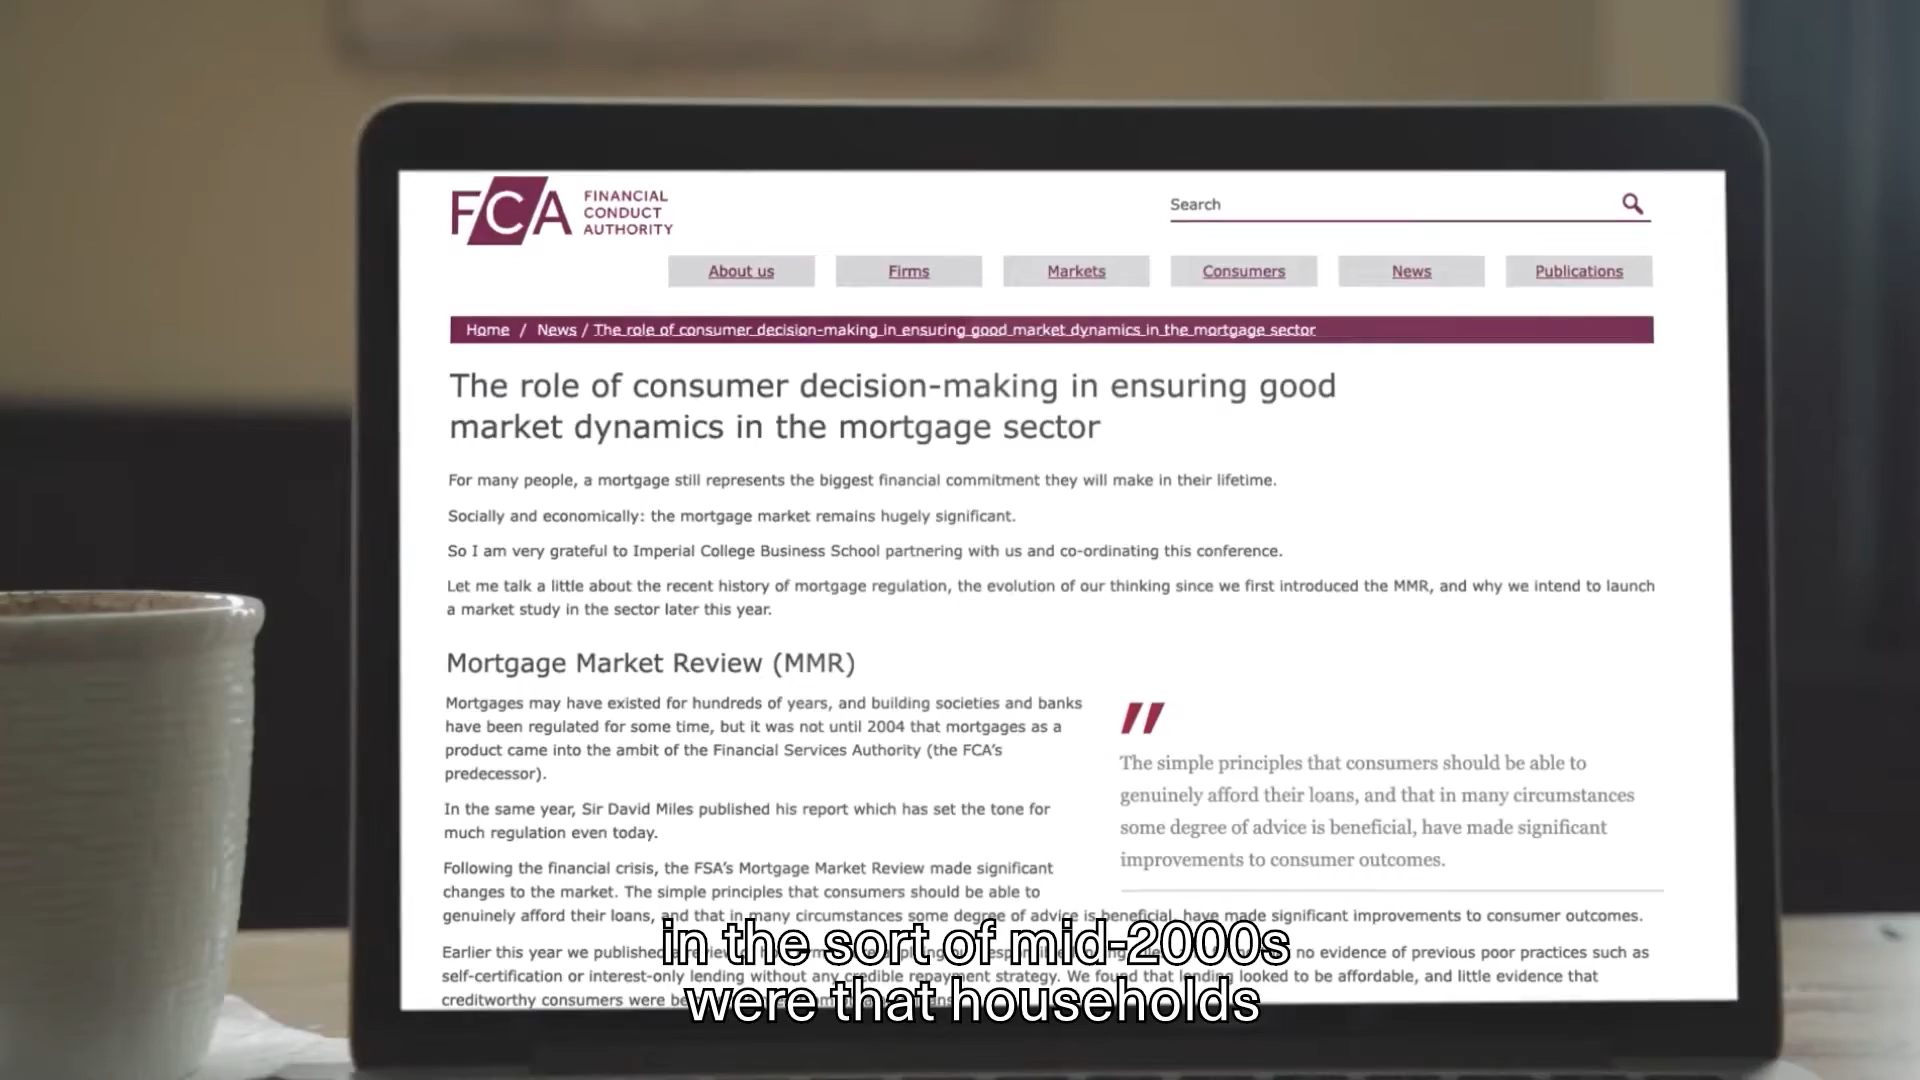 FCA FINANCIAL
CONDUCT
AUTHORITY
Search
About us Firms Markets Consumers News Publications
Home / News / The role of consumer decision-making in ensuring good market dynamics in the mortgage sector
The role of consumer decision-making in ensuring good
market dynamics in the mortgage sector
For many people, a mortgage still represents the biggest financial commitment they will make in their lifetime.
Socially and economically: the mortgage market remains hugely significant.
So I am very grateful to Imperial College Business School partnering with us and co-ordinating this conference.
Let me talk a little about the recent history of mortgage regulation, the evolution of our thinking since we first introduced the MMR, and why we intend to launch
a market study in the sector later this year.
Mortgage Market Review (MMR)
Mortgages may have existed for hundreds of years, and building societies and banks
have been regulated for some time, but it was not until 2004 that mortgages as a
product came into the ambit of the Financial Services Authority (the FCA's
predecessor).
In the same year, Sir David Miles published his report which has set the tone for
much regulation even today.
Following the financial crisis, the FSA's Mortgage Market Review made significant
changes to the market. The simple principles that consumers should be able to
genuinely afford their loans, and that in many circumstances some degree of advice is beneficial, have made significant improvements to consumer outcomes.
"
The simple principles that consumers should be able to
genuinely afford their loans, and that in many circumstances
some degree of advice is beneficial, have made significant
improvements to consumer outcomes.
Earlier this year we published no evidence of previous poor practices such as
self-certification or interest-only lending without any credible repayment strategy. We found that lending looked to be affordable, and little evidence that
creditworthy consumers were
in the sort of mid-2000s
were that households